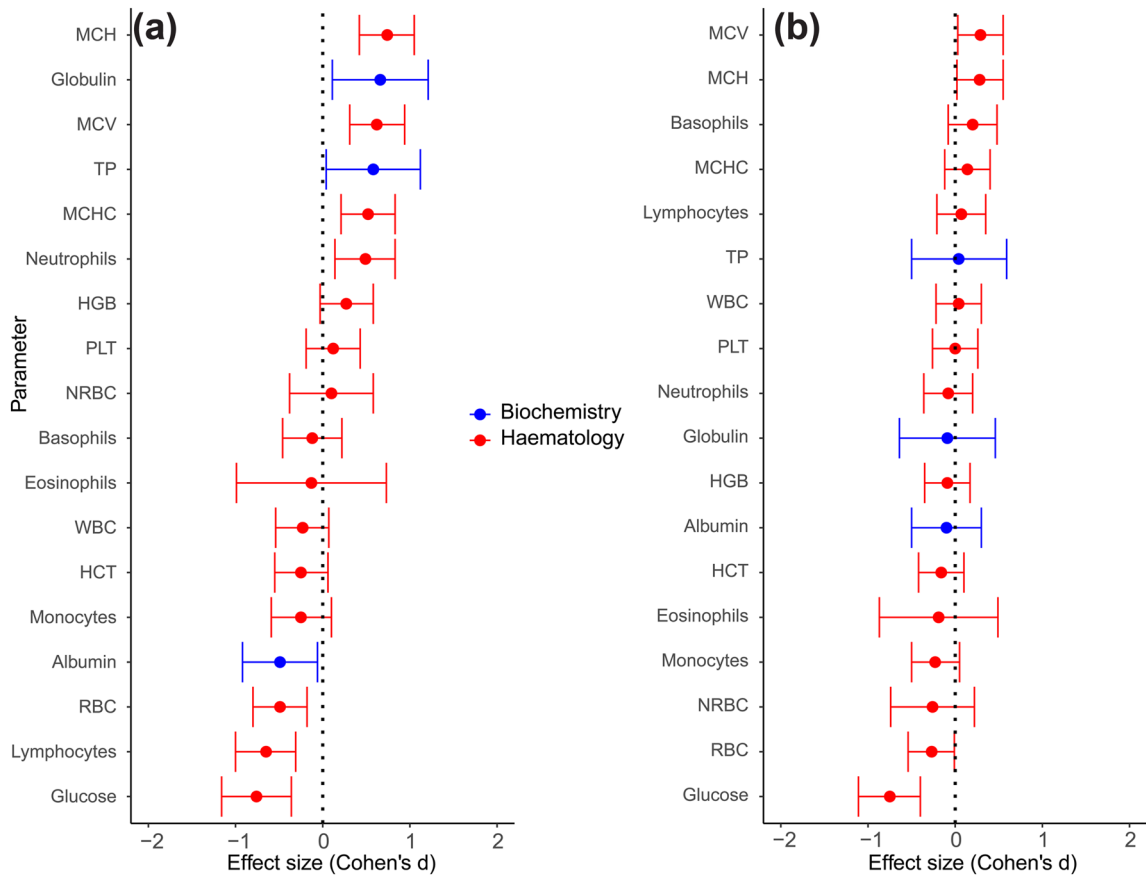 (a)
MCH
Globulin
MCV
TP
MCHC
Neutrophils
HGB
PLT
NRBC
Basophils
Eosinophils
WBC
HCT
Monocytes
Albumin
RBC
Lymphocytes
Glucose
Parameter
−2 −1 0 1 2
Effect size (Cohen's d)
Biochemistry
Haematology
(b)
MCV
MCH
Basophils
MCHC
Lymphocytes
TP
WBC
PLT
Neutrophils
Globulin
HGB
Albumin
HCT
Eosinophils
Monocytes
NRBC
RBC
Glucose
−2 −1 0 1 2
Effect size (Cohen's d)